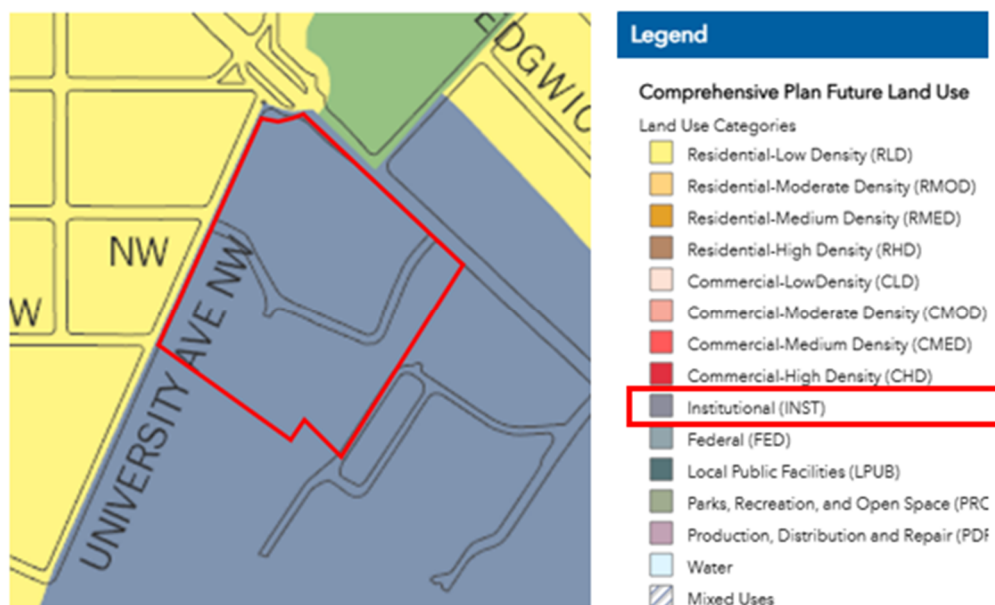 EDGWIC
NW
W
UNIVERSITY AVE NW
Legend
Comprehensive Plan Future Land Use
Land Use Categories
Residential-Low Density (RLD)
Residential-Moderate Density (RMOD)
Residential-Medium Density (RMED)
Residential-High Density (RHD)
Commercial-LowDensity (CLD)
Commercial-Moderate Density (CMOD)
Commercial-Medium Density (CMED)
Commercial-High Density (CHD)
Institutional (INST)
Federal (FED)
Local Public Facilities (LPUB)
Parks, Recreation, and Open Space (PRC
Production, Distribution and Repair (PDF
Water
Mixed Uses